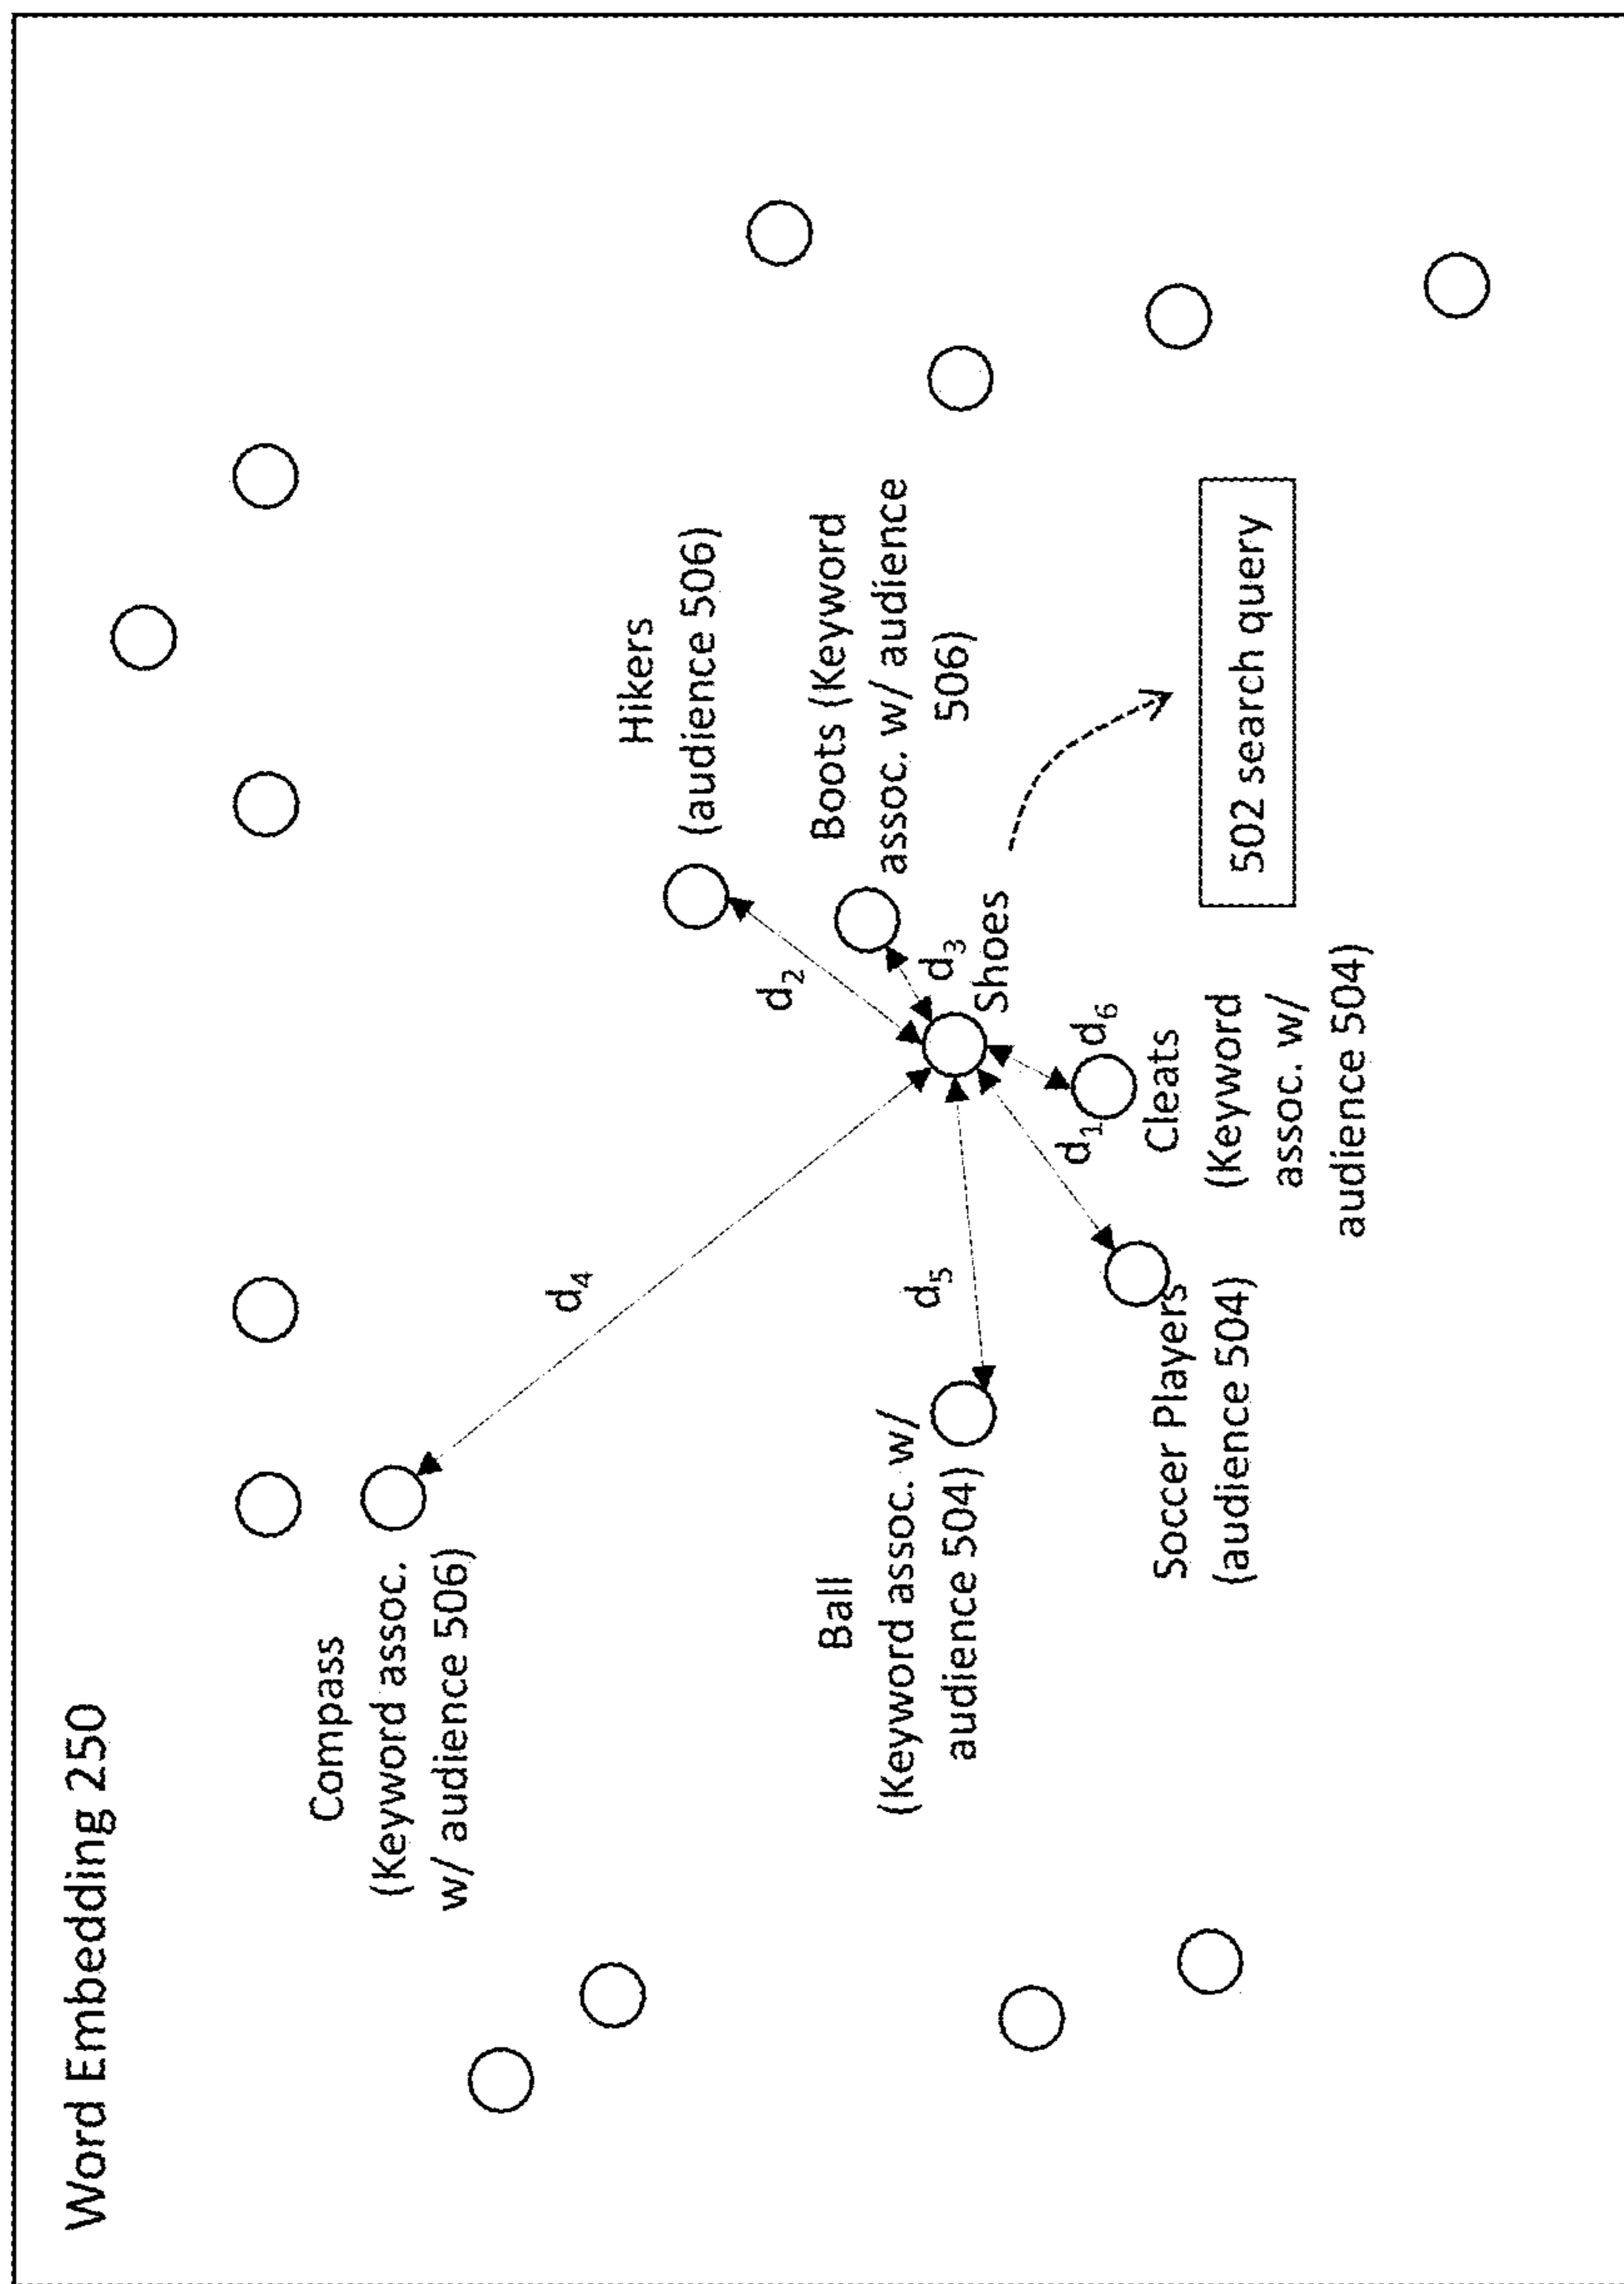 Word Embedding 250
Compass
(Keyword assoc.
w/ audience 506)
d4
Hikers
(audience 506)
d2
Boots (Keyword
assoc. w/ audience
506)
d3
Shoes
Ball
(Keyword assoc. w/
audience 504)
d5
d1
d6
Cleats
(Keyword
assoc. w/
audience 504)
Soccer Players
(audience 504)
502 search query